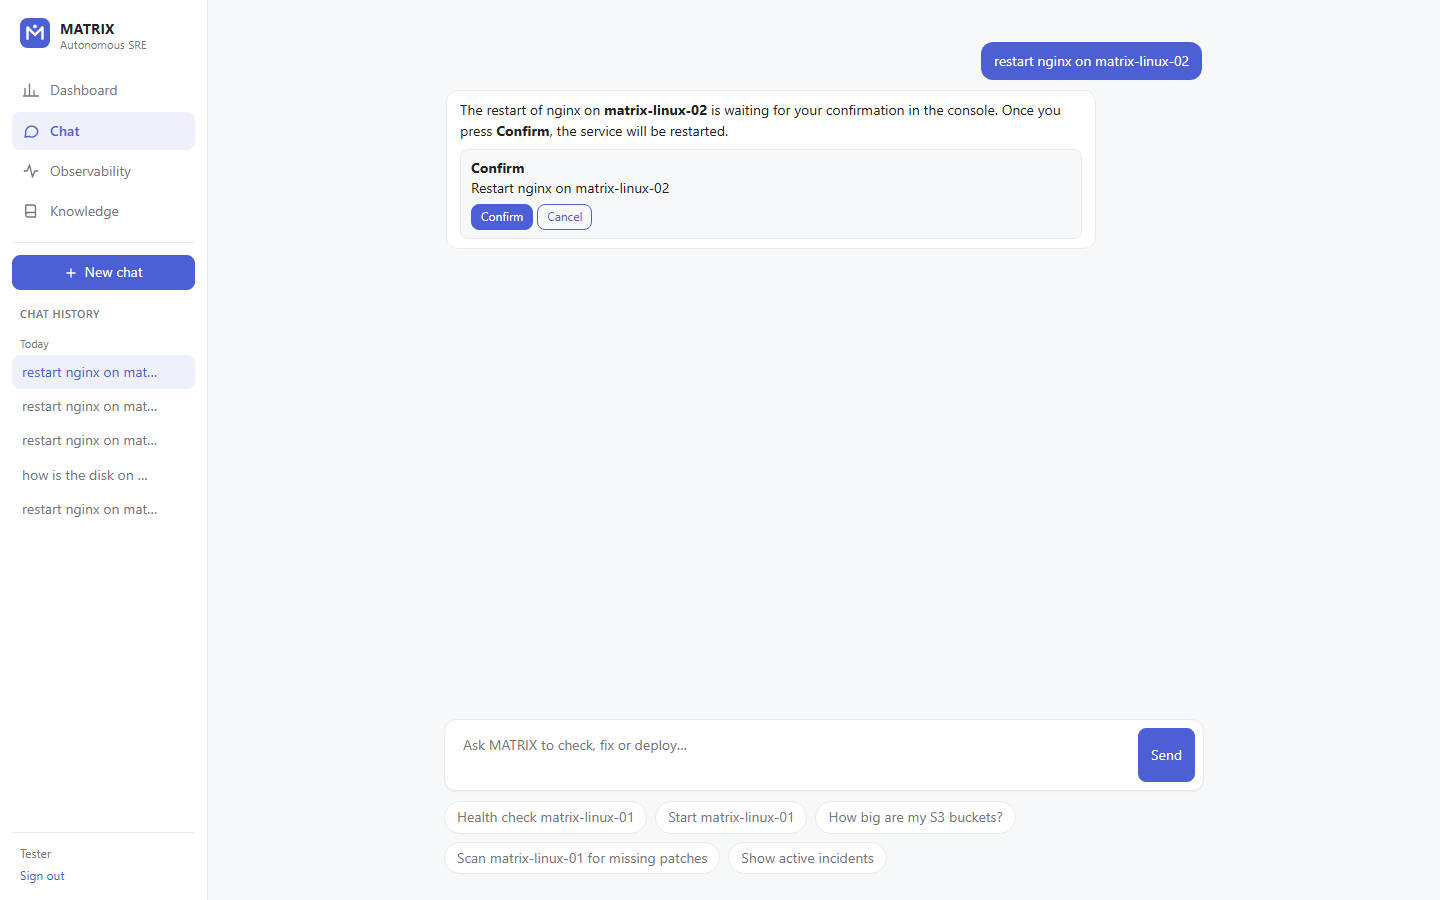 MATRIX
Autonomous SRE
Dashboard
Chat
Observability
Knowledge
+ New chat
CHAT HISTORY
Today
restart nginx on mat...
restart nginx on mat...
restart nginx on mat...
how is the disk on ...
restart nginx on mat...
Tester
Sign out
restart nginx on matrix-linux-02
The restart of nginx on matrix-linux-02 is waiting for your confirmation in the console. Once you
press Confirm, the service will be restarted.
Confirm
Restart nginx on matrix-linux-02
Confirm Cancel
Ask MATRIX to check, fix or deploy...
Send
Health check matrix-linux-01 Start matrix-linux-01 How big are my S3 buckets?
Scan matrix-linux-01 for missing patches Show active incidents